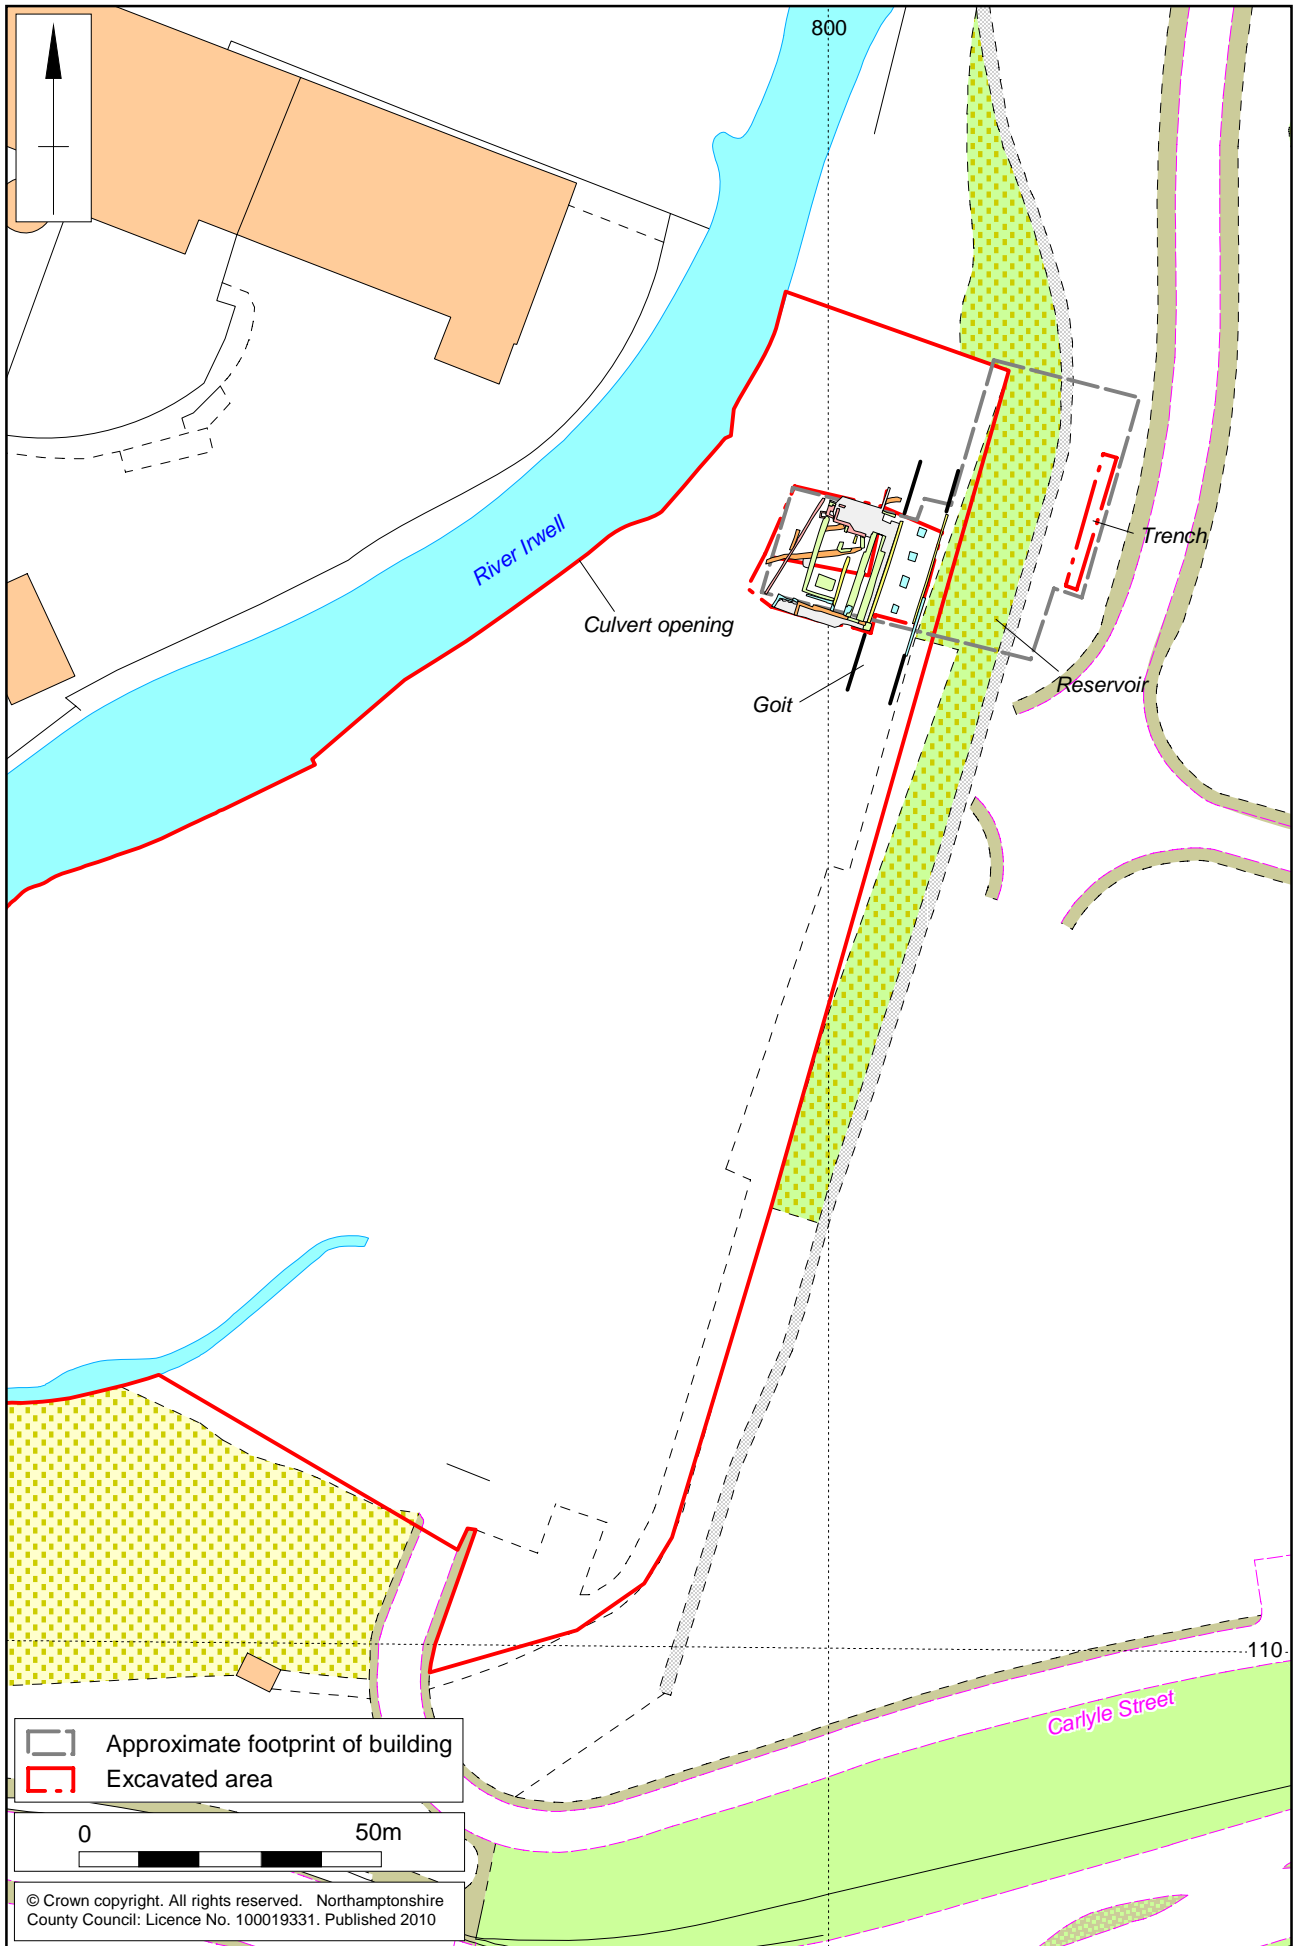 800
River Irwell
Culvert opening
Trench
Reservoir
Goit
110
Carlyle Street
Approximate footprint of building
Excavated area
0 50m
© Crown copyright. All rights reserved. Northamptonshire
County Council: Licence No. 100019331. Published 2010